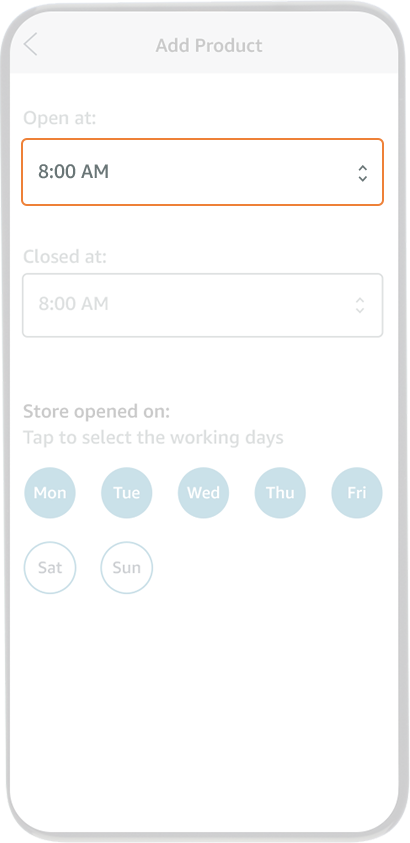 Add Product
Open at:
8:00 AM
Closed at:
8:00 AM
Store opened on:
Tap to select the working days
Mon Tue Wed Thu Fri
Sat Sun